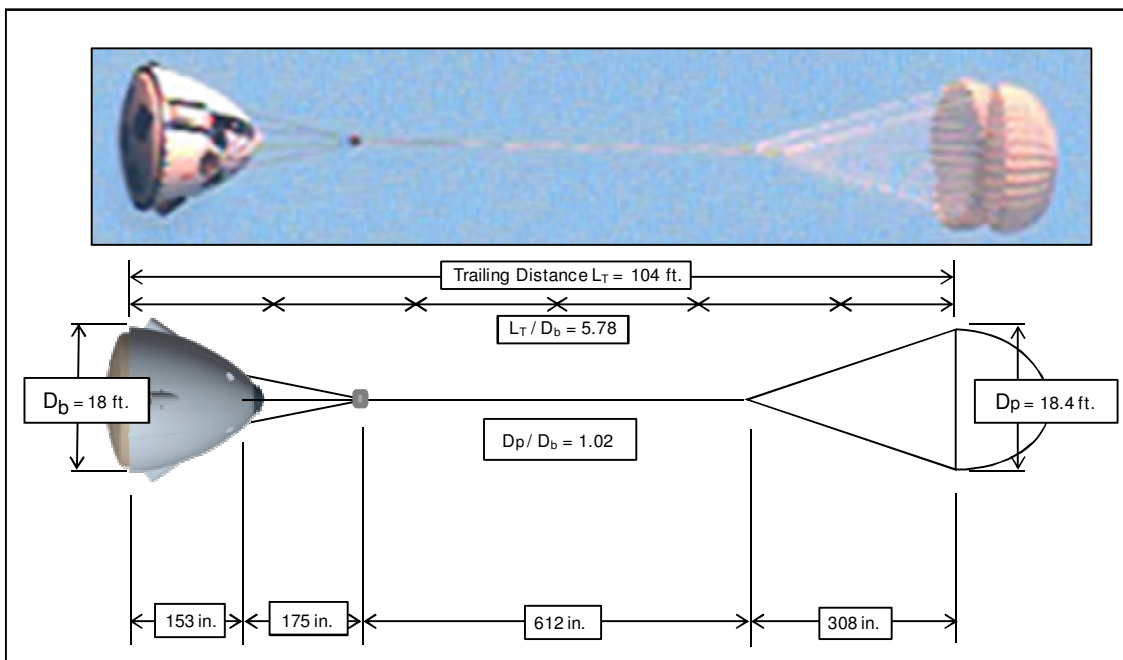 Trailing Distance L_T = 104 ft.
L_T / D_b = 5.78
D_b = 18 ft.
D_P = 18.4 ft.
D_P / D_b = 1.02
153 in.
175 in.
612 in.
308 in.